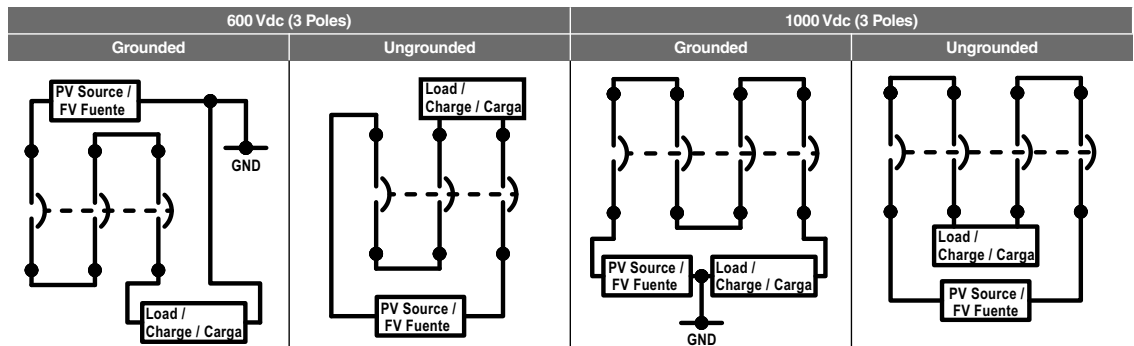 600 Vdc (3 Poles)
1000 Vdc (3 Poles)
Grounded
Ungrounded
Grounded
Ungrounded
PV Source /
FV Fuente
GND
Load /
Charge / Carga
Load /
Charge / Carga
PV Source /
FV Fuente
PV Source /
FV Fuente
Load /
Charge / Carga
GND
Load /
Charge / Carga
PV Source /
FV Fuente